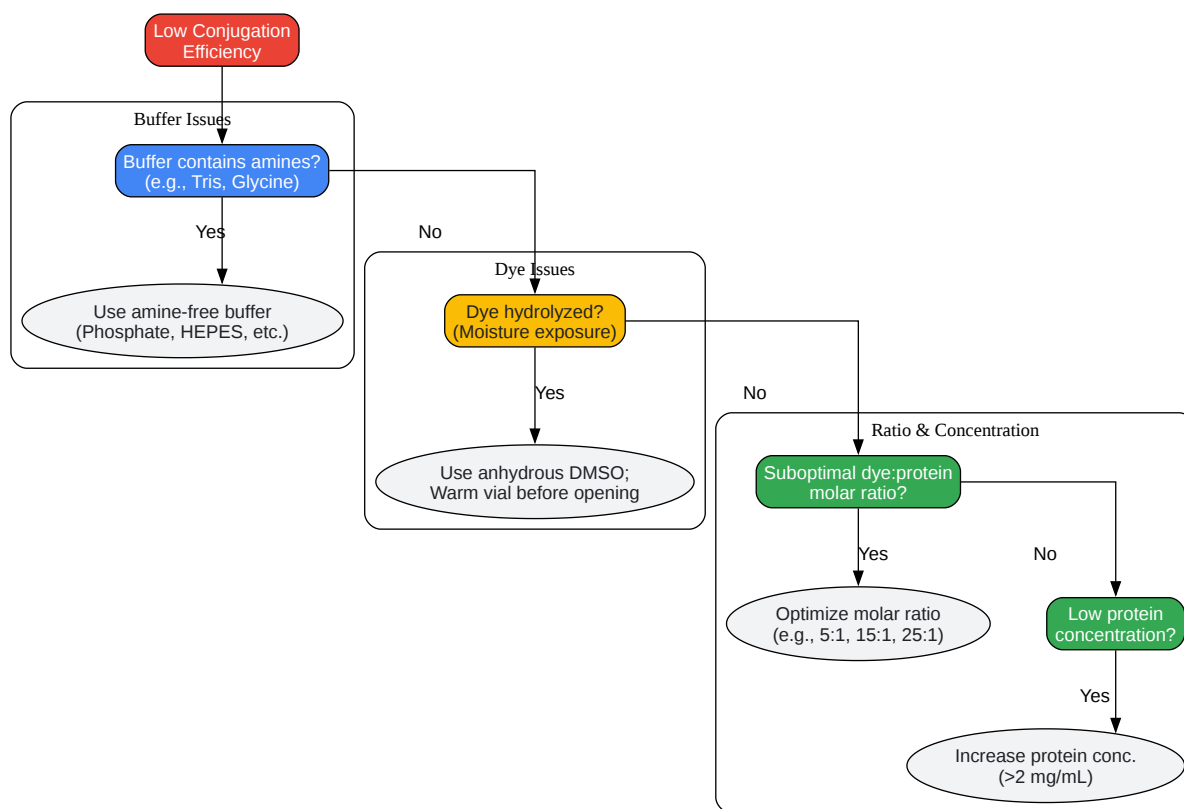 Low Conjugation
Efficiency
Buffer Issues
Buffer contains amines?
(e.g., Tris, Glycine)
Yes
No
Use amine-free buffer
(Phosphate, HEPES, etc.)
Dye Issues
Dye hydrolyzed?
(Moisture exposure)
Yes
No
Use anhydrous DMSO;
Warm vial before opening
Ratio & Concentration
Suboptimal dye:protein
molar ratio?
Yes
No
Optimize molar ratio
(e.g., 5:1, 15:1, 25:1)
Low protein
concentration?
Yes
Increase protein conc.
(>2 mg/mL)